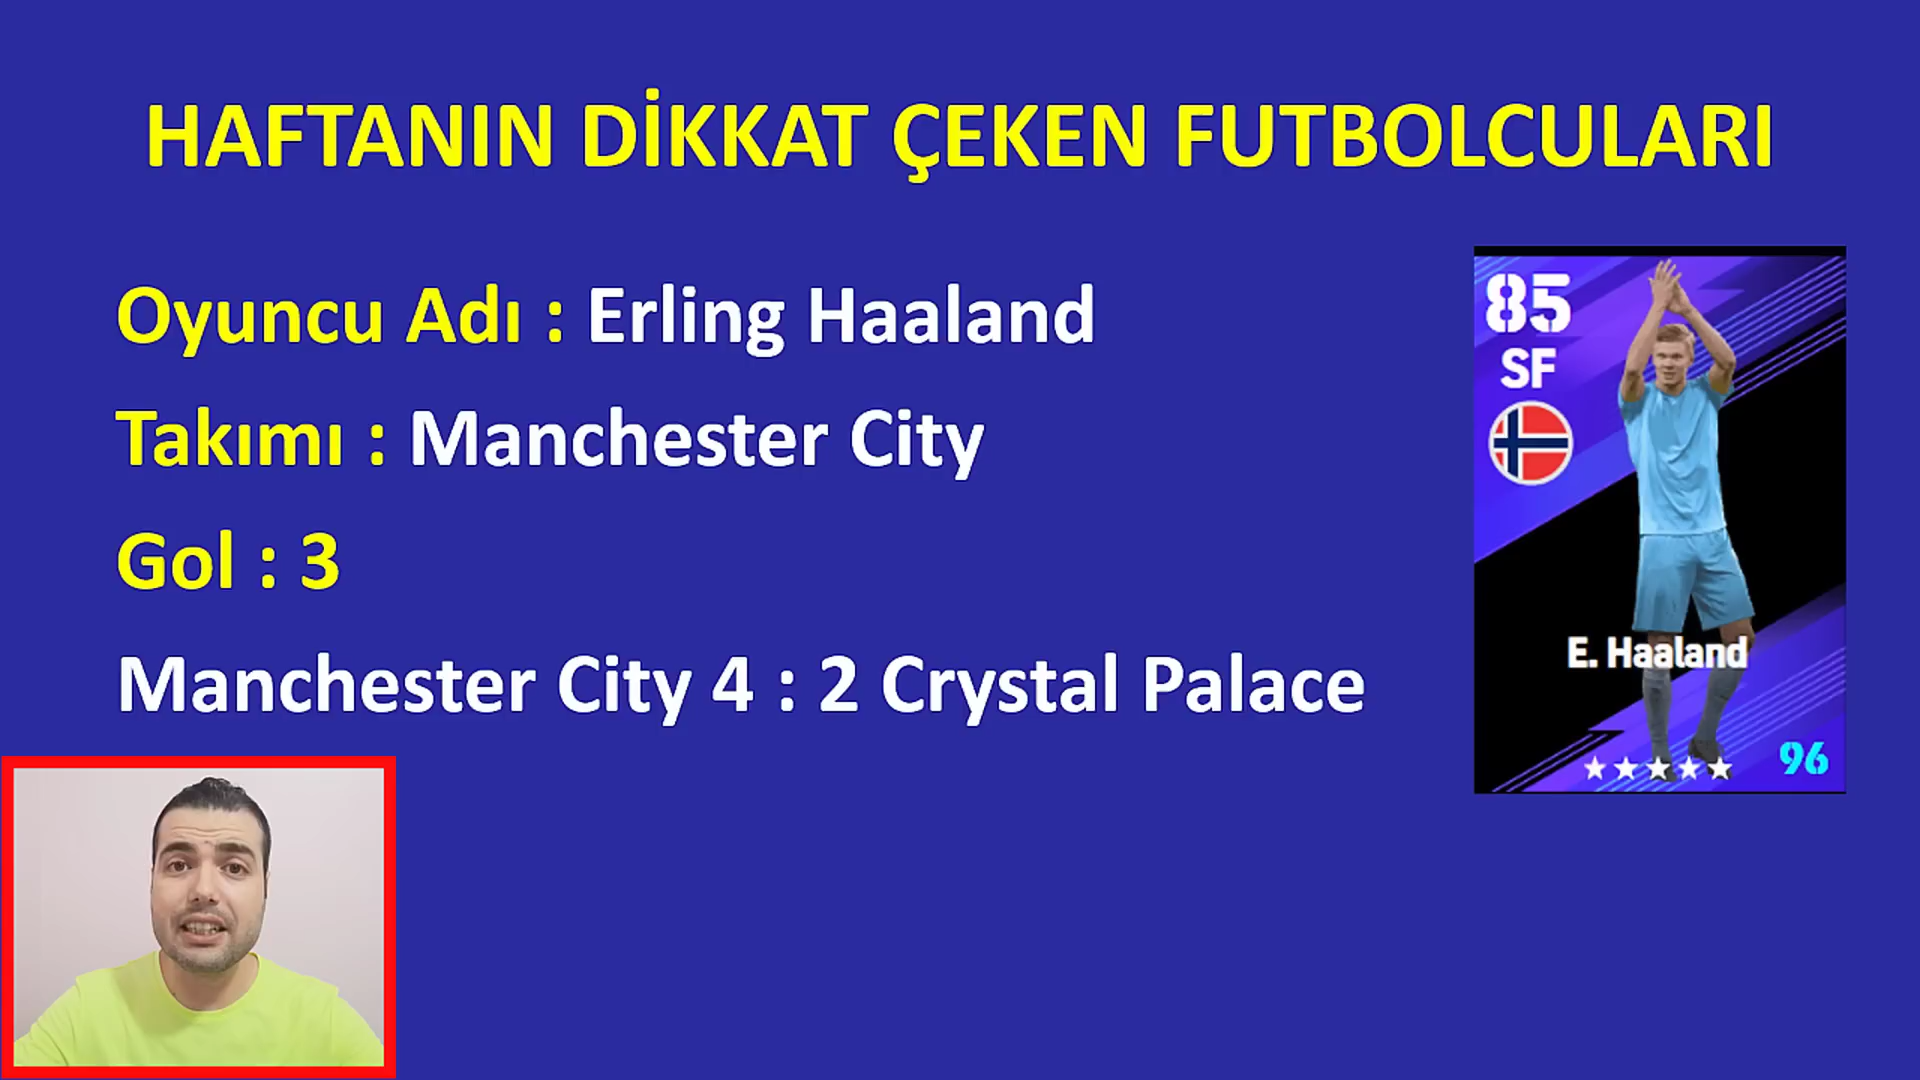 HAFTANIN DİKKAT ÇEKEN FUTBOLCULARI
Oyuncu Adı : Erling Haaland
Takımı : Manchester City
Gol : 3
Manchester City 4 : 2 Crystal Palace
85
SF
E. Haaland
96